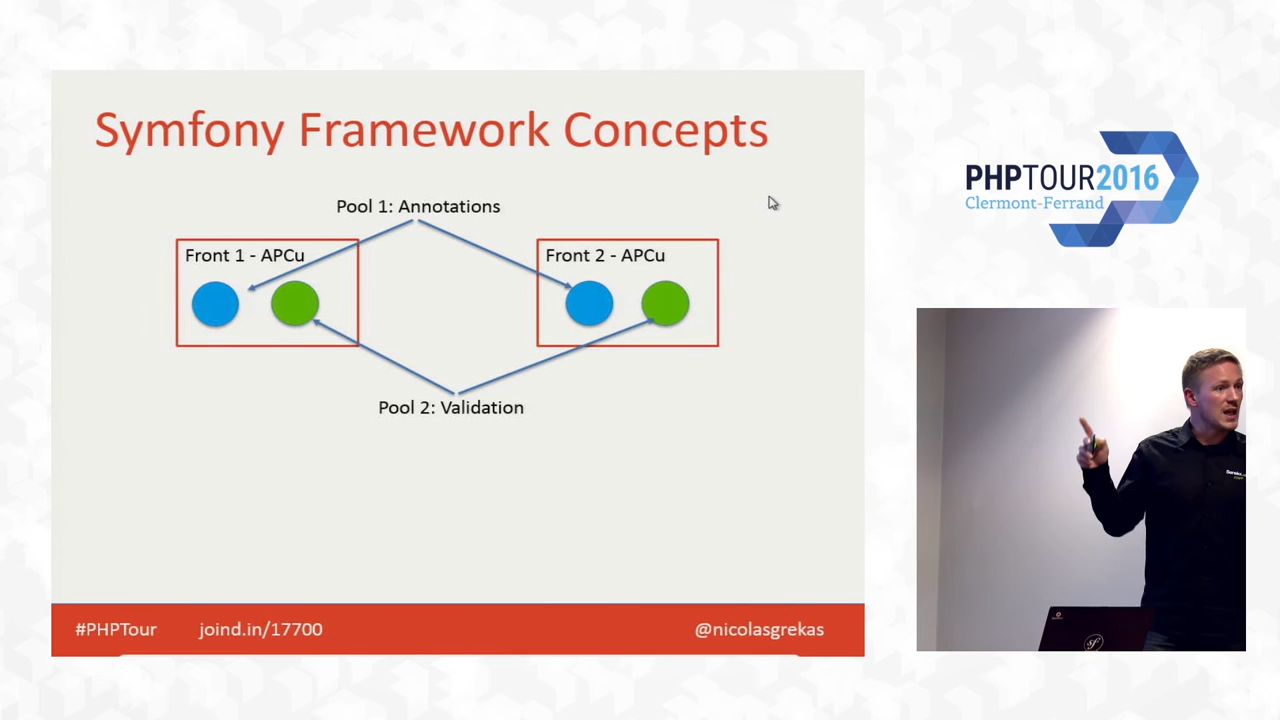 Symfony Framework Concepts
Pool 1: Annotations
Front 1 - APCu
Front 2 - APCu
Pool 2: Validation
#PHPTour joind.in/17700 @nicolasgrekas
PHPTOUR2016
Clermont-Ferrand
sf